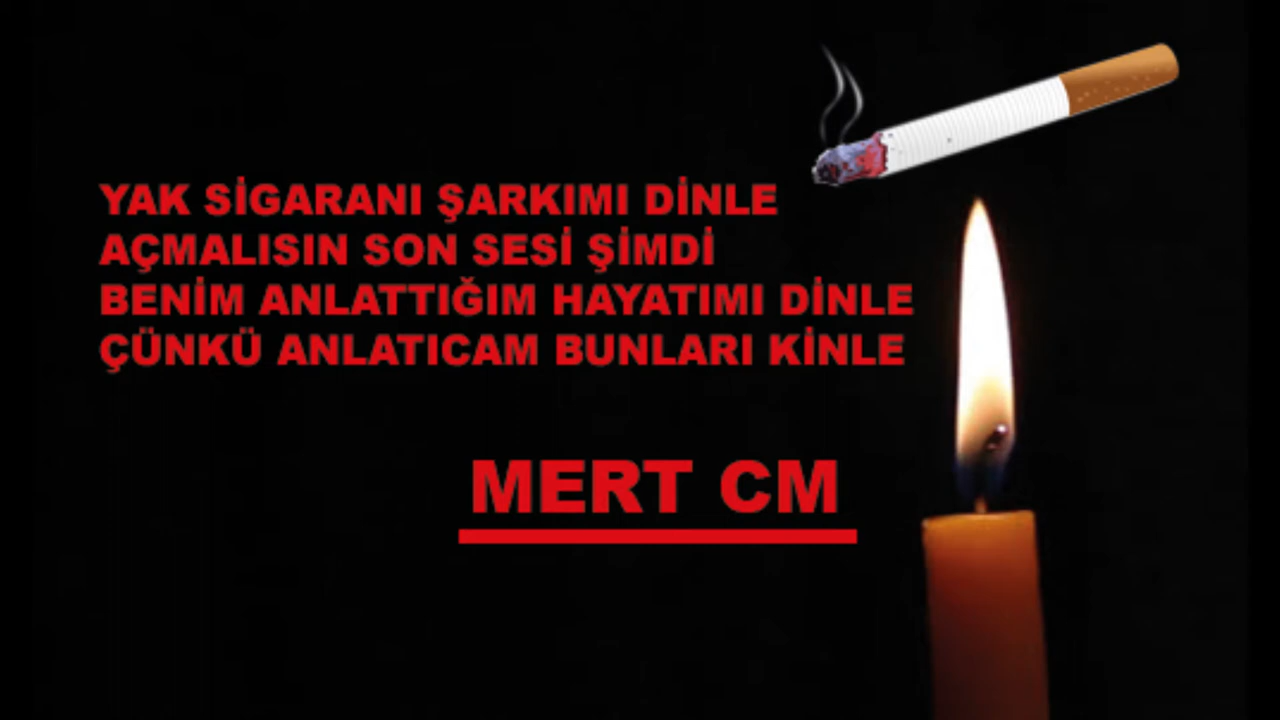 YAK SİGARANI ŞARKIMI DİNLE
AÇMALISIN SON SESİ ŞİMDİ
BENİM ANLATTIĞIM HAYATIMI DİNLE
ÇÜNKÜ ANLATICAM BUNLARI KİNLE
MERT CM